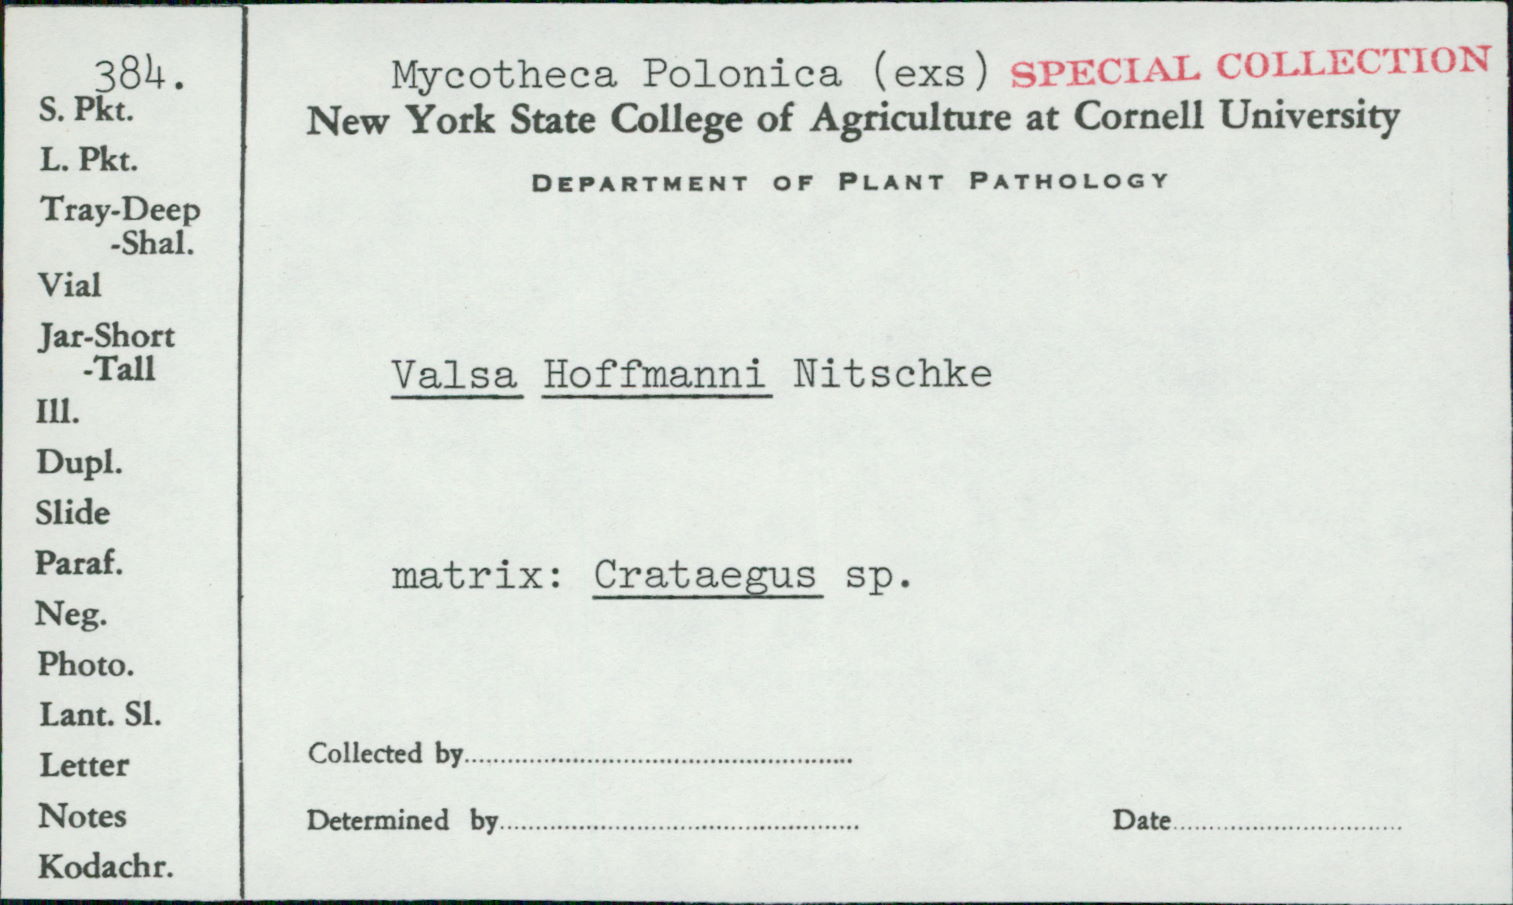 384.
S. Pkt.
L. Pkt.
Tray-Deep
-Shal.
Vial
Jar-Short
-Tall
Ill.
Dupl.
Slide
Paraf.
Neg.
Photo.
Lant. Sl.
Letter
Notes
Kodachr.
Mycotheca Polonica (exs) SPECIAL COLLECTION
New York State College of Agriculture at Cornell University
DEPARTMENT OF PLANT PATHOLOGY
Valsa Hoffmanni Nitschke
matrix: Crataegus sp.
Collected by
Determined by Date